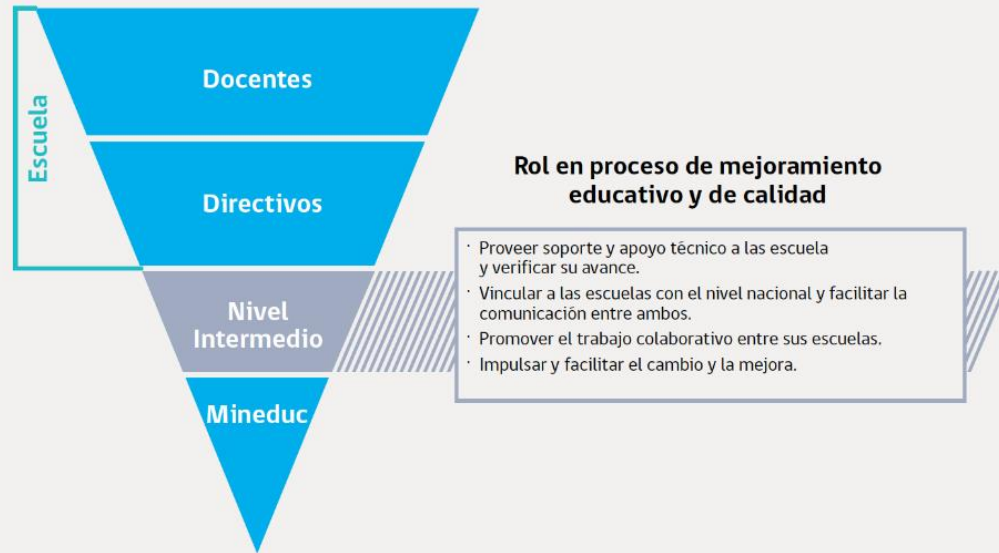 Escuela
Docentes
Directivos
Nivel
Intermedio
Mineduc
Rol en proceso de mejoramiento
educativo y de calidad
· Proveer soporte y apoyo técnico a las escuela
y verificar su avance.
· Vincular a las escuelas con el nivel nacional y facilitar la
comunicación entre ambos.
· Promover el trabajo colaborativo entre sus escuelas.
· Impulsar y facilitar el cambio y la mejora.